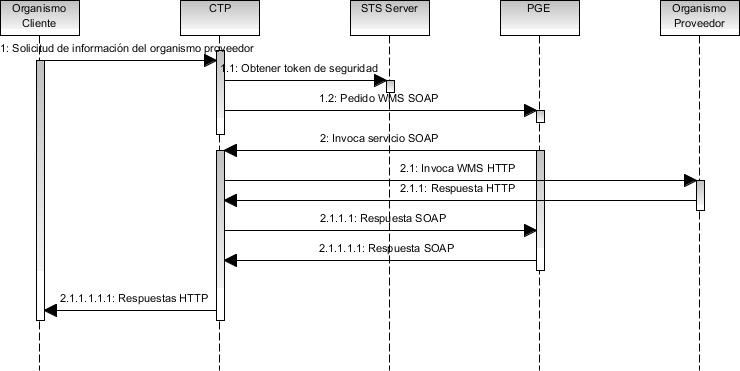 Organismo
Cliente
CTP
STS Server
PGE
Organismo
Proveedor
1: Solicitud de información del organismo proveedor
1.1: Obtener token de seguridad
1.2: Pedido WMS SOAP
2: Invoca servicio SOAP
2.1: Invoca WMS HTTP
2.1.1: Respuesta HTTP
2.1.1.1: Respuesta SOAP
2.1.1.1.1: Respuesta SOAP
2.1.1.1.1.1: Respuestas HTTP